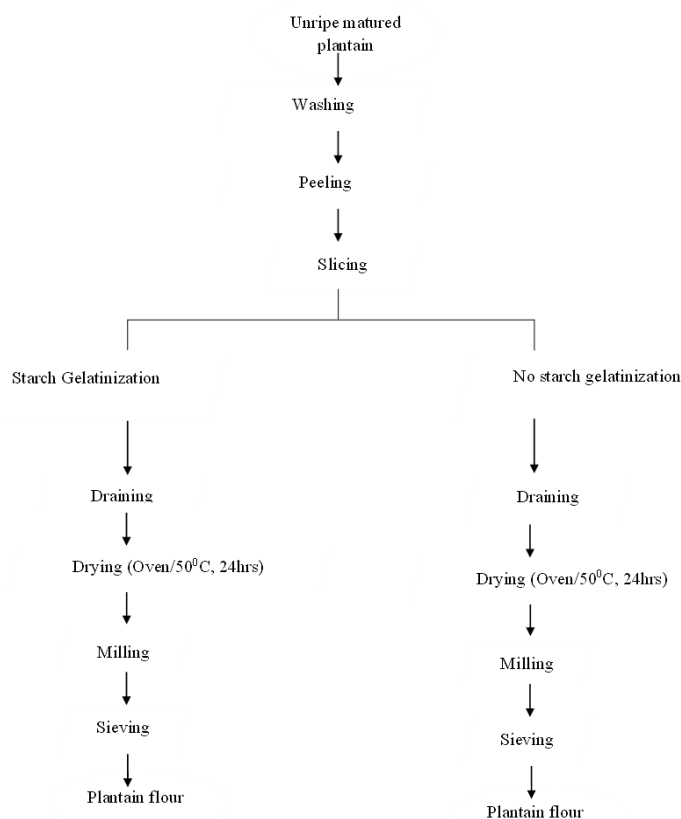 Unripe matured
plantain
Washing
Peeling
Slicing
Starch Gelatinization
Draining
Drying (Oven/50⁰C, 24hrs)
Milling
Sieving
Plantain flour
No starch gelatinization
Draining
Drying (Oven/50⁰C, 24hrs)
Milling
Sieving
Plantain flour